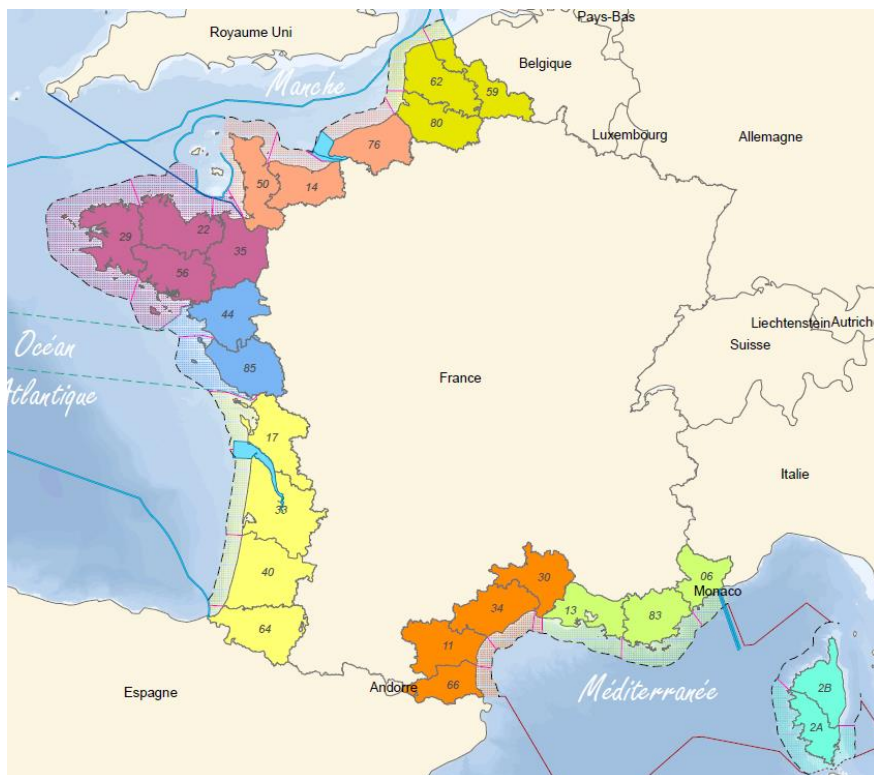 Pays-Bas
Royaume Uni
Belgique
Manche
62
59
80
Luxembourg
Allemagne
76
50
14
29
22
35
56
Liechtenstein
Autriche
Suisse
44
Océan
Atlantique
85
France
17
Italie
33
40
30
06
Monaco
13
83
34
64
11
Espagne
Andorre
66
Méditerranée
2B
2A